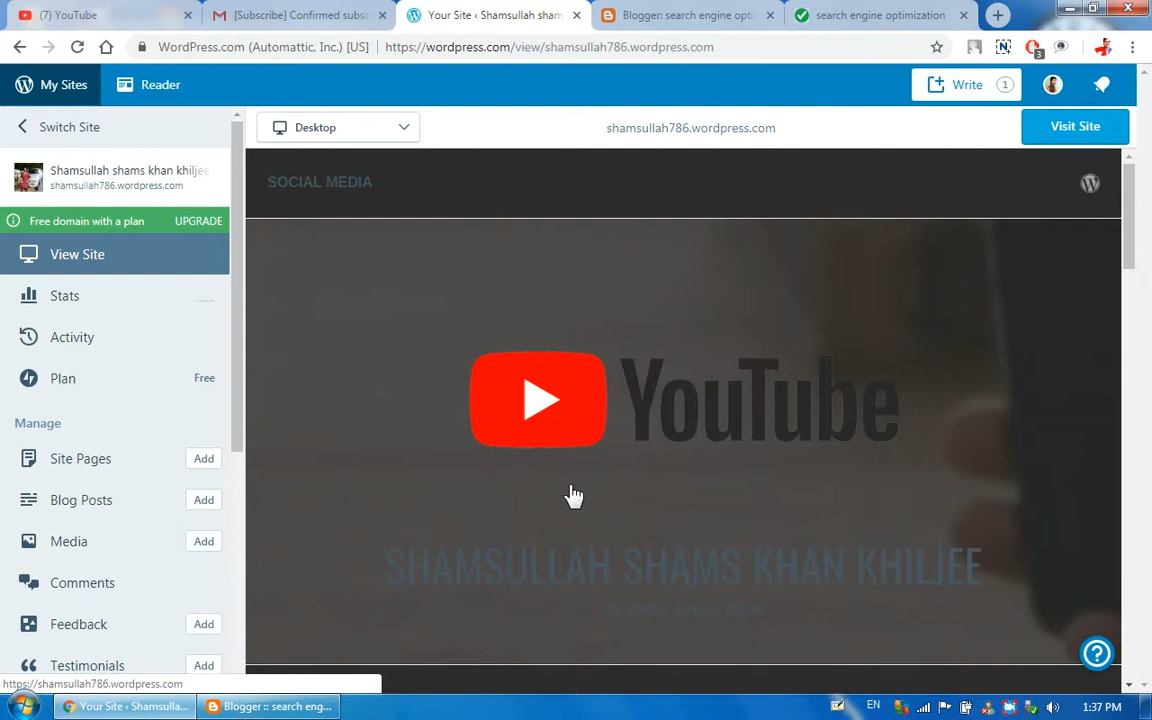 (7) YouTube
[Subscribe] Confirmed subsc
Your Site ‹ Shamsullah sham
Blogger: search engine opti
search engine optimization
WordPress.com (Automattic, Inc.) [US]
https://wordpress.com/view/shamsullah786.wordpress.com
3
My Sites
Reader
Write
1
Switch Site
Desktop
shamsullah786.wordpress.com
Visit Site
Shamsullah shams khan khiljee
shamsullah786.wordpress.com
SOCIAL MEDIA
Free domain with a plan
UPGRADE
View Site
Stats
Activity
Plan
Free
YouTube
Manage
Site Pages
Add
Blog Posts
Add
Media
Add
SHAMSULLAH SHAMS KHAN KHILJEE
Comments
Feedback
Add
Testimonials
Add
https://shamsullah786.wordpress.com
Your Site ‹ Shamsulla...
Blogger :: search eng...
EN
1:37 PM